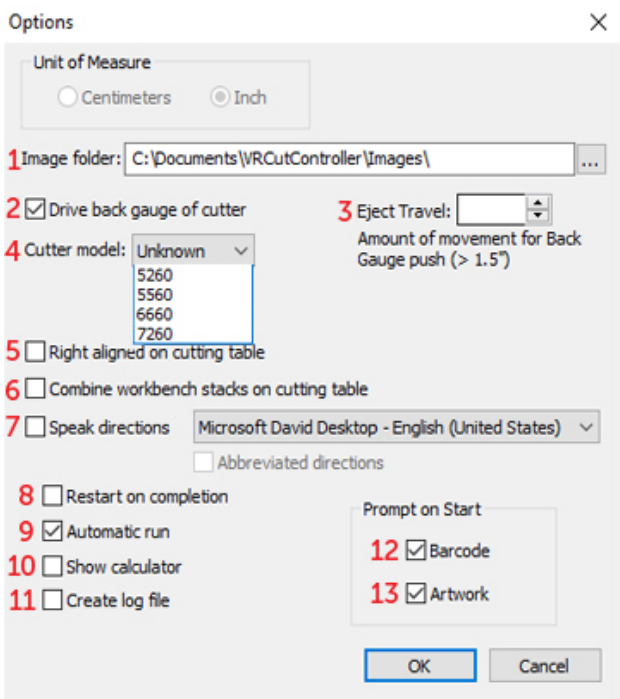 Options
Unit of Measure
Centimeters Inch
1 Image folder: C:\Documents\VRCutController\Images\ ...
2 Drive back gauge of cutter 3 Eject Travel:
Amount of movement for Back
Gauge push (> 1.5")
4 Cutter model: Unknown
5260
5560
6660
7260
5 Right aligned on cutting table
6 Combine workbench stacks on cutting table
7 Speak directions Microsoft David Desktop - English (United States)
Abbreviated directions
8 Restart on completion
9 Automatic run
10 Show calculator
11 Create log file
Prompt on Start
12 Barcode
13 Artwork
OK Cancel